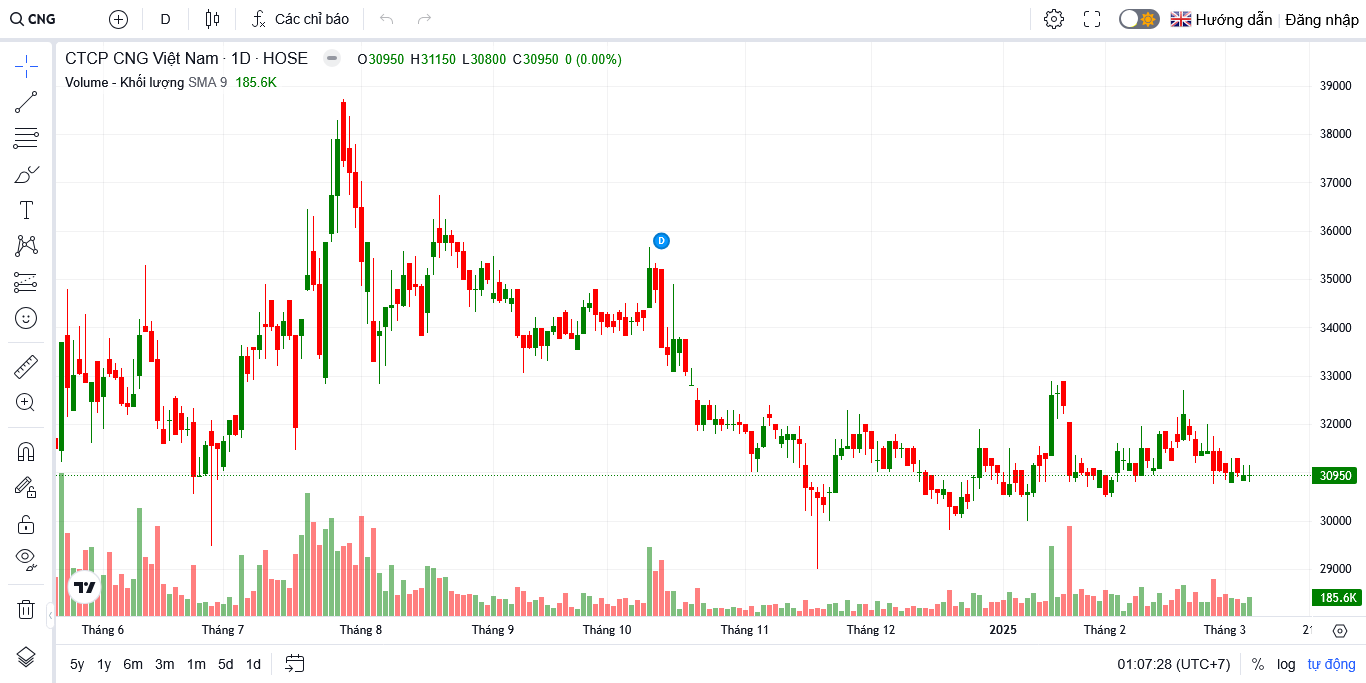 CNG D Các chỉ báo Hướng dẫn Đăng nhập
CTCP CNG Việt Nam · 1D · HOSE O30950 H31150 L30800 C30950 0 (0.00%)
Volume - Khối lượng SMA 9 185.6K
39000
38000
37000
36000
D
35000
34000
33000
32000
30950
30000
29000
185.6K
Tháng 6 Tháng 7 Tháng 8 Tháng 9 Tháng 10 Tháng 11 Tháng 12 2025 Tháng 2 Tháng 3
5y 1y 6m 3m 1m 5d 1d 01:07:28 (UTC+7) % log tự động